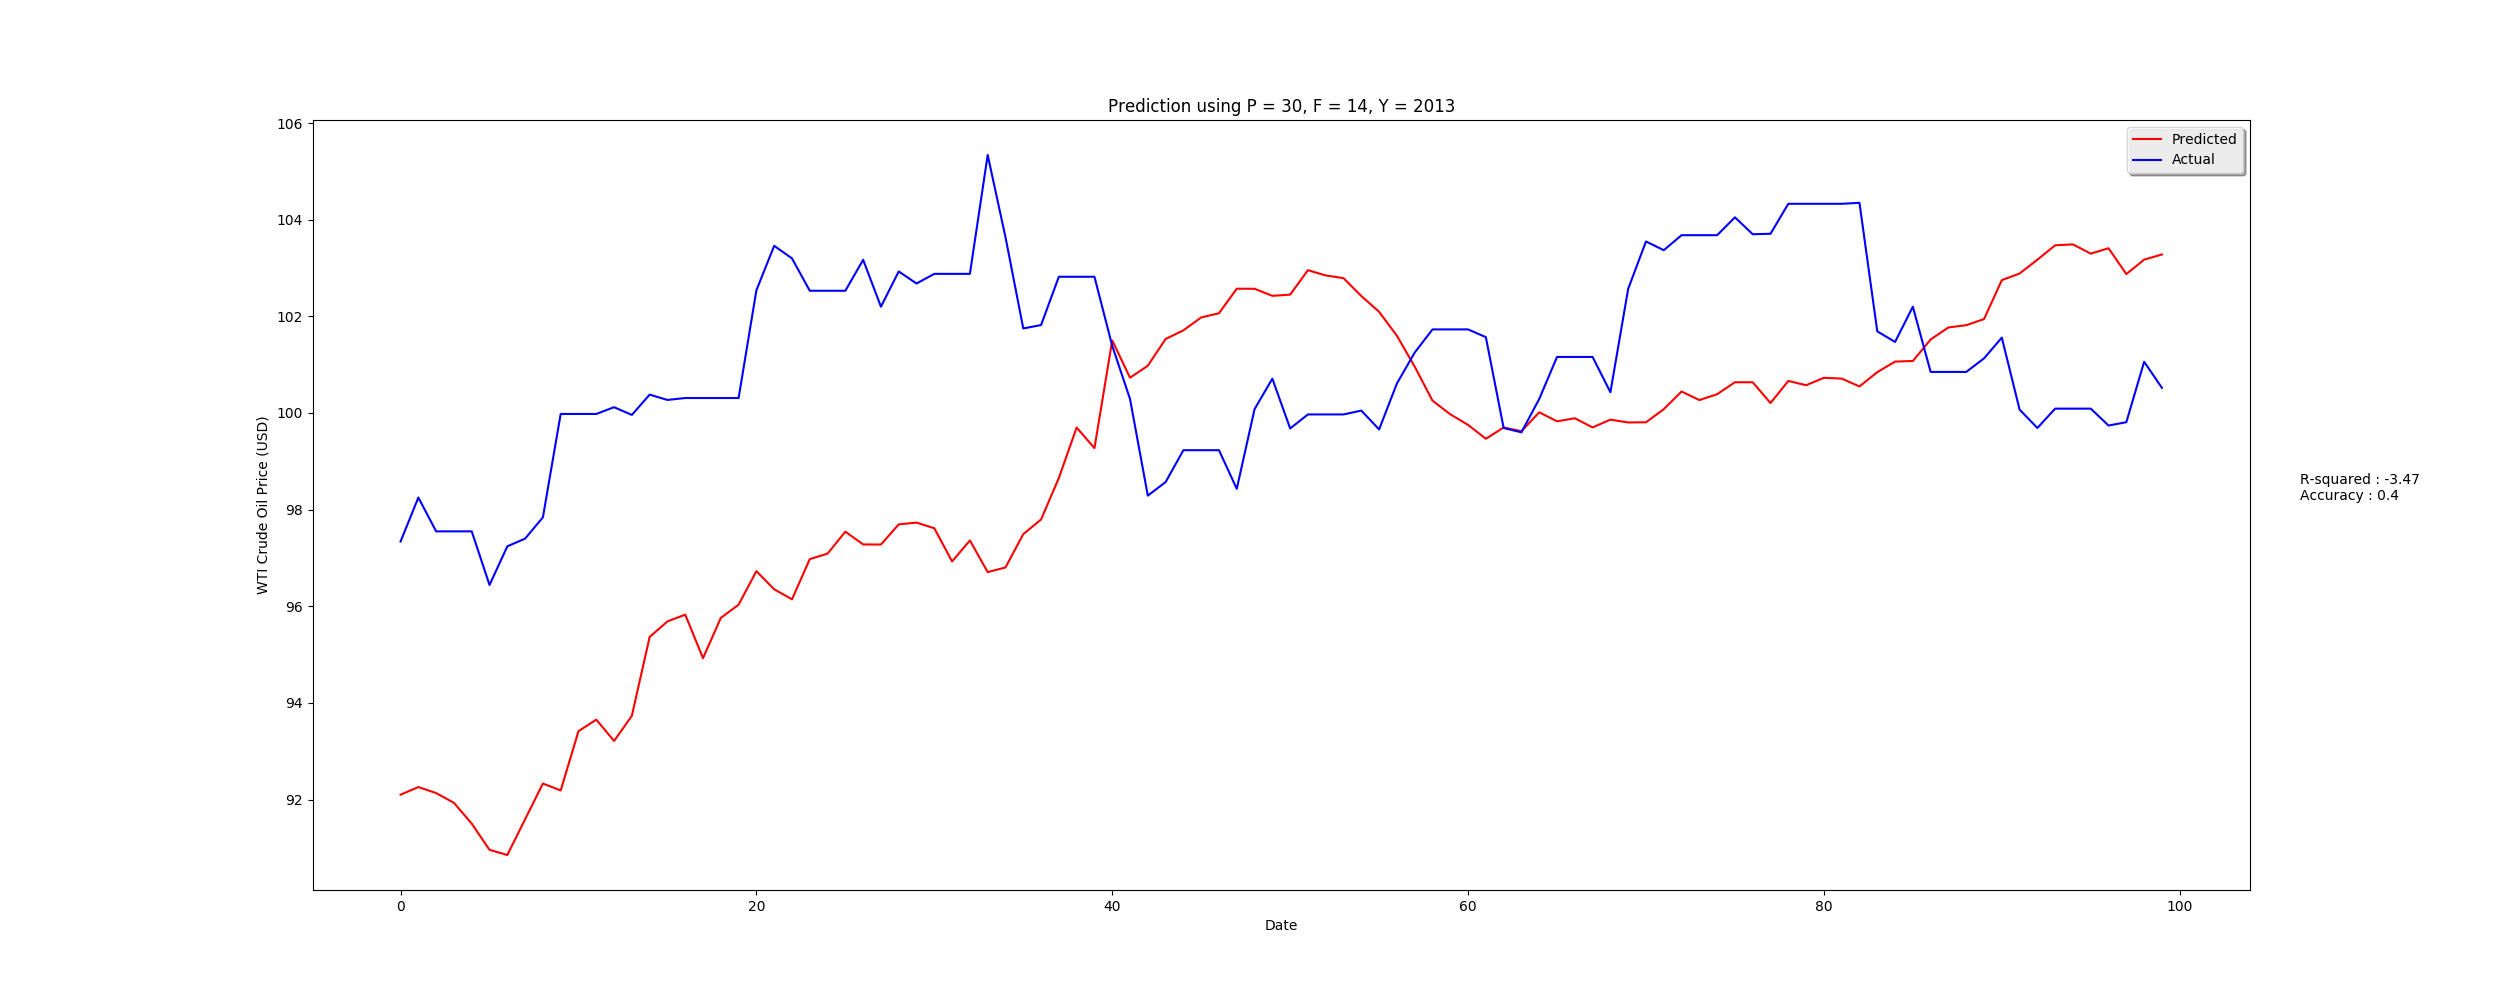 Prediction using P = 30, F = 14, Y = 2013
106
104
102
100
98
96
94
92
WTI Crude Oil Price (USD)
Predicted
Actual
R-squared : -3.47
Accuracy : 0.4
0 20 40 60 80 100
Date